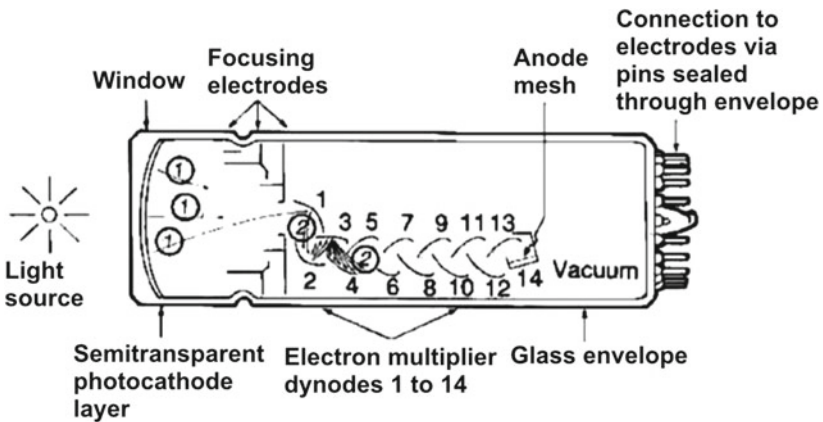 Connection to
electrodes via
pins sealed
through envelope
Focusing
electrodes
Anode
mesh
Window
1
1
1
2
1
3
5
7
9
11
13
2
2
4
6
8
10
12
14
Vacuum
Light
source
Semitransparent
photocathode
layer
Electron multiplier
dynodes 1 to 14
Glass envelope